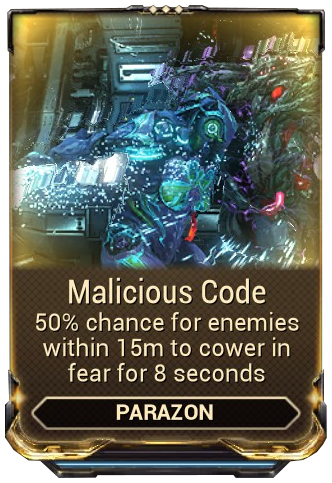 Malicious Code
50% chance for enemies
within 15m to cower in
fear for 8 seconds
PARAZON